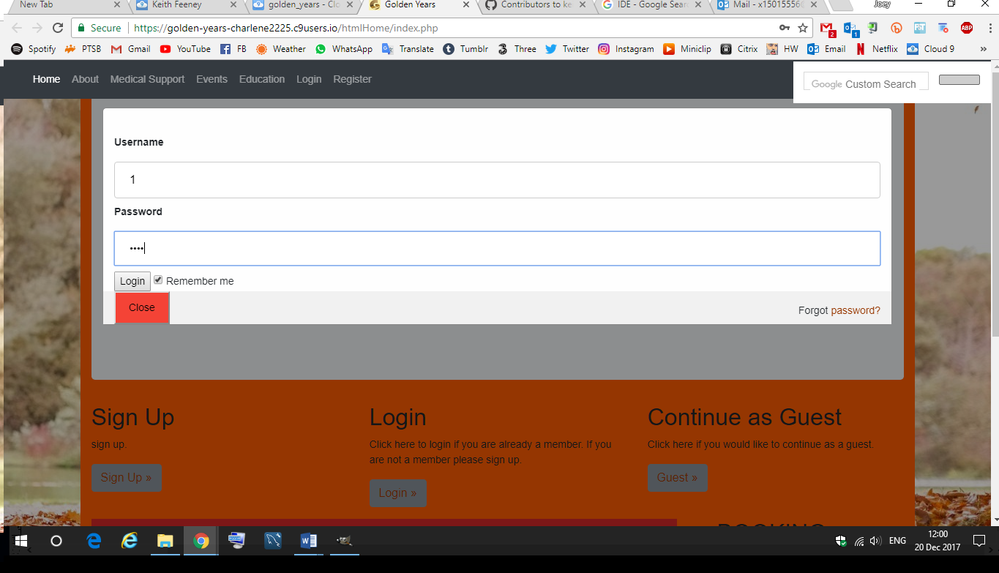 New Tab
Keith Feeney
golden_years - Clo
Golden Years
Contributors to ke
IDE - Google Sear
Mail - x15015556
Joey
Secure
https://golden-years-charlene2225.c9users.io/htmlHome/index.php
2
1
ABP
Spotify PTSB Gmail YouTube FB Weather WhatsApp Translate Tumblr Three Twitter Instagram Miniclip Citrix HW Email Netflix Cloud 9 »
Home About Medical Support Events Education Login Register
Google Custom Search
Username
1
Password
••••
Login Remember me
Close
Forgot password?
Sign Up
sign up.
Sign Up »
Login
Click here to login if you are already a member. If you
are not a member please sign up.
Login »
Continue as Guest
Click here if you would like to continue as a guest.
Guest »
BOOKING
ENG
12:00
20 Dec 2017